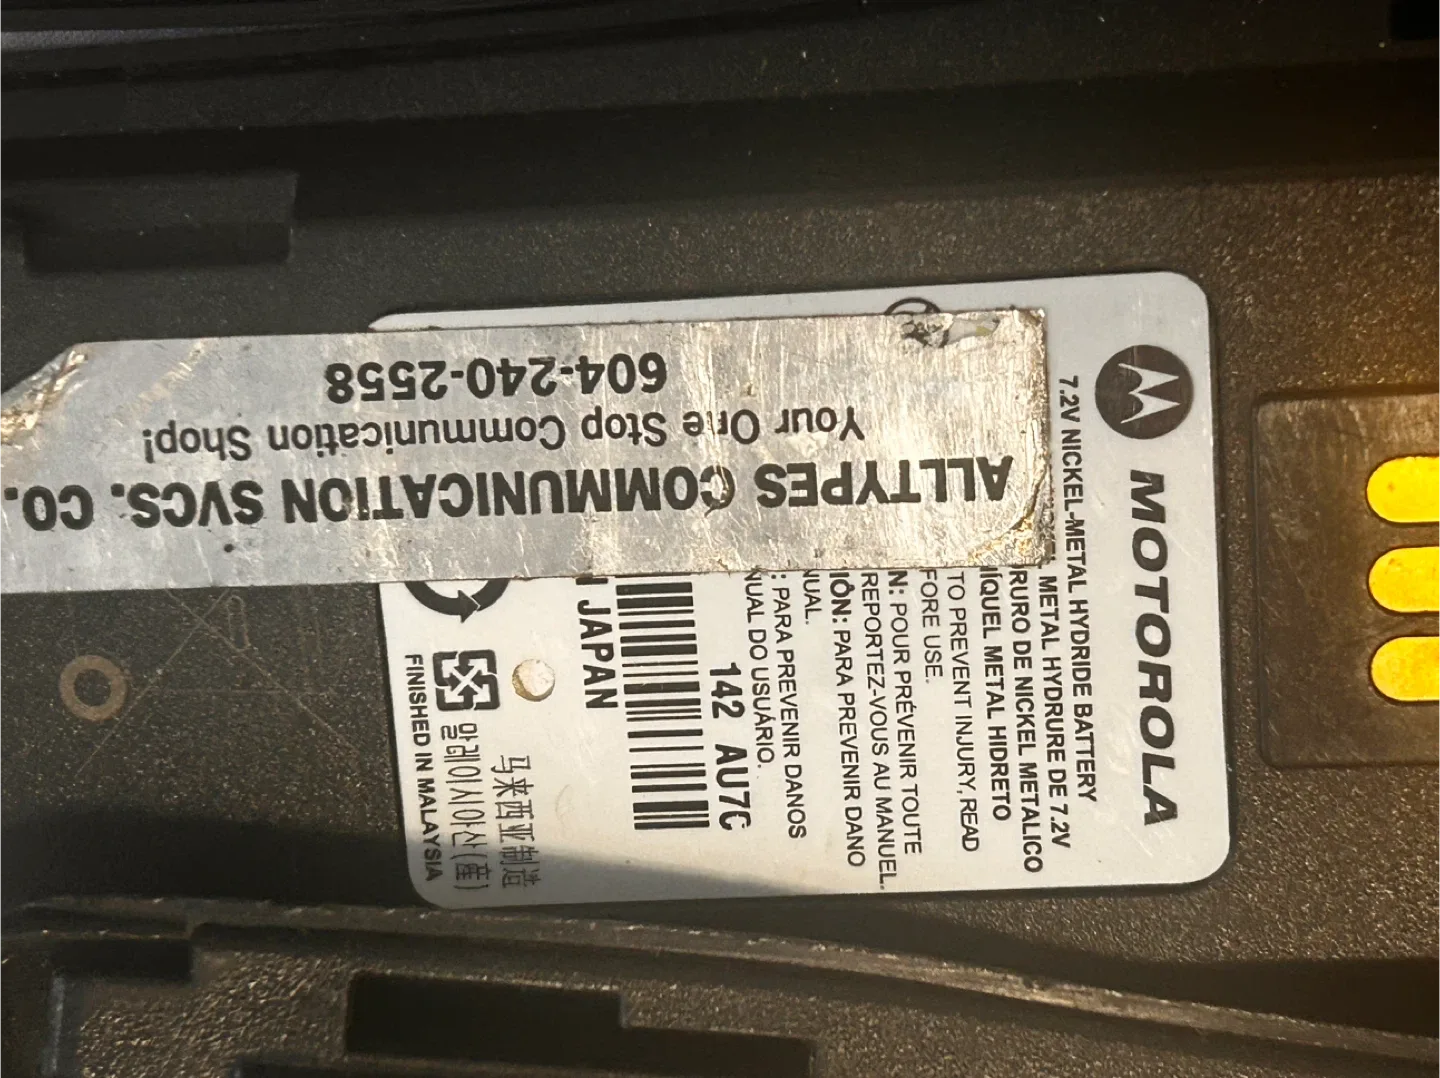 MOTOROLA
7.2V NICKEL-METAL HYDRIDE BATTERY
METAL HYDRURE DE 7.2V
RURO DE NICKEL METALICO
ÍQUEL METAL HIDRETO
TO PREVENT INJURY, READ
FORE USE.
N: POUR PRÉVENIR TOUTE
REPORTEZ-VOUS AU MANUEL.
IÓN: PARA PREVENIR DANO
UAL.
: PARA PREVENIR DANOS
NUAL DO USUÁRIO.
142 AU7C
JAPAN
马来西亚制造
말레이시아산(産)
FINISHED IN MALAYSIA
ALLTYPES COMMUNICATION SVCS. CO.
Your One Stop Communication Shop!
604-240-2558